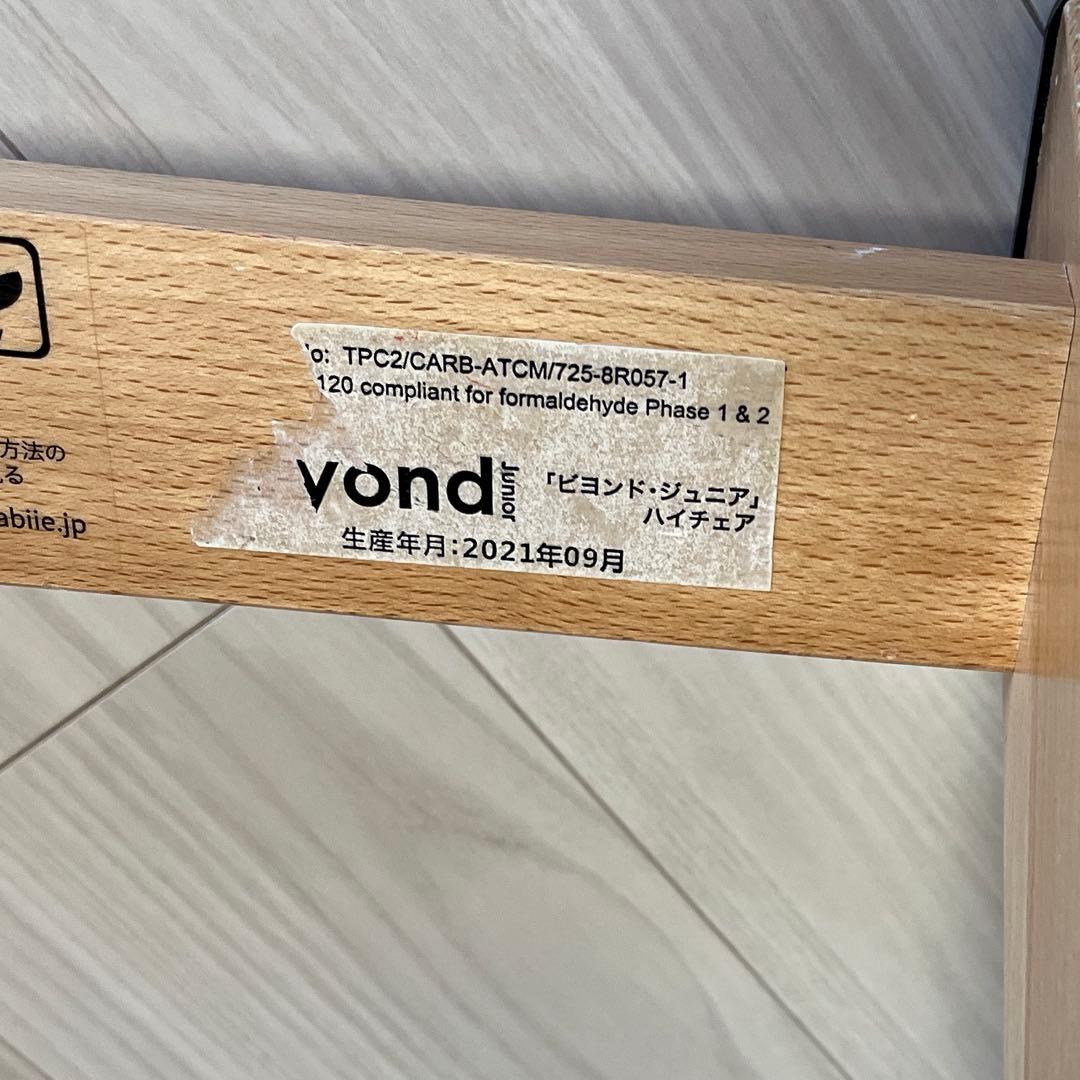 方法の
る
abiie.jp
o: TPC2/CARB-ATCM/725-8R057-1
120 compliant for formaldehyde Phase 1 & 2
yond Junior
「ビヨンド・ジュニア」
ハイチェア
生産年月：2021年09月